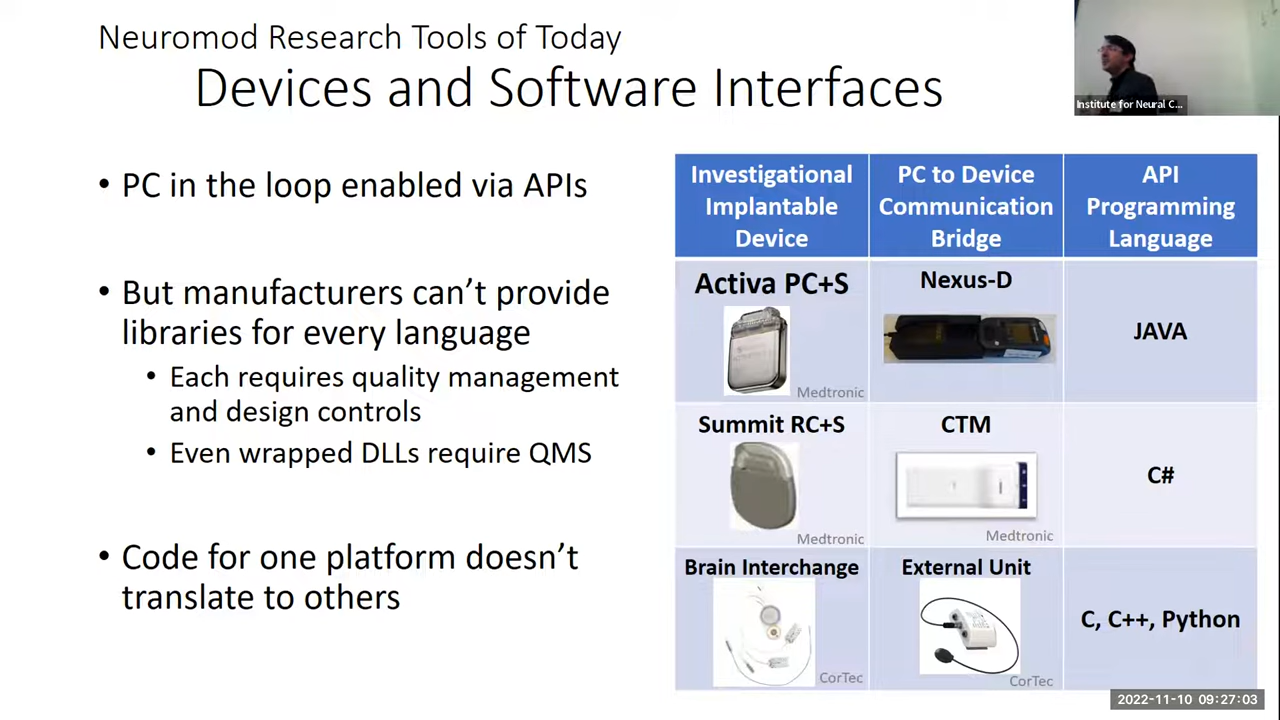 Neuromod Research Tools of Today
Devices and Software Interfaces
Institute for Neural C...
• PC in the loop enabled via APIs
• But manufacturers can’t provide
libraries for every language
• Each requires quality management
and design controls
• Even wrapped DLLs require QMS
• Code for one platform doesn’t
translate to others
Investigational
Implantable
Device
PC to Device
Communication
Bridge
API
Programming
Language
Activa PC+S
Medtronic
Nexus-D
JAVA
Summit RC+S
Medtronic
CTM
Medtronic
C#
Brain Interchange
CorTec
External Unit
CorTec
C, C++, Python
2022-11-10 09:27:03